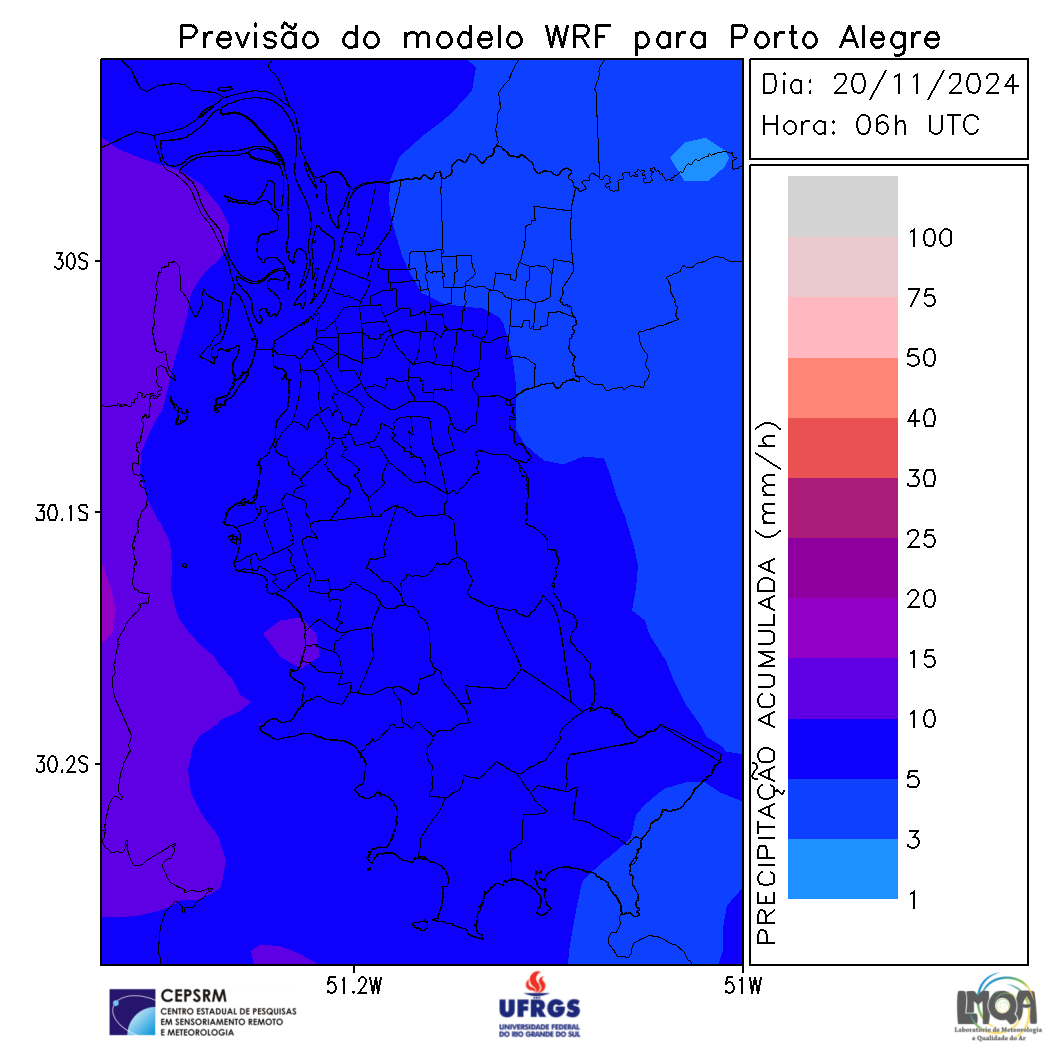 Previsão do modelo WRF para Porto Alegre
Dia: 20/11/2024
Hora: 06h UTC
30S
30.1S
30.2S
51.2W
51W
PRECIPITAÇÃO ACUMULADA (mm/h)
100
75
50
40
30
25
20
15
10
5
3
1
CEPSRM
CENTRO ESTADUAL DE PESQUISAS
EM SENSORIAMENTO REMOTO
E METEOROLOGIA
UFRGS
UNIVERSIDADE FEDERAL
DO RIO GRANDE DO SUL
LMQA
Laboratório de Meteorologia
e Qualidade do Ar